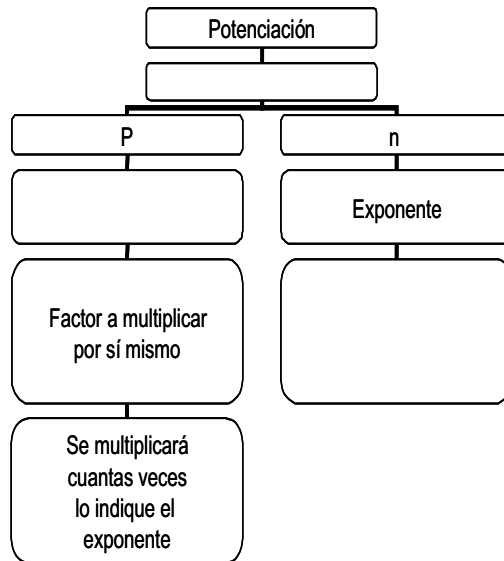 Potenciación
P
n
Exponente
Factor a multiplicar
por sí mismo
Se multiplicará
cuantas veces
lo indique el
exponente